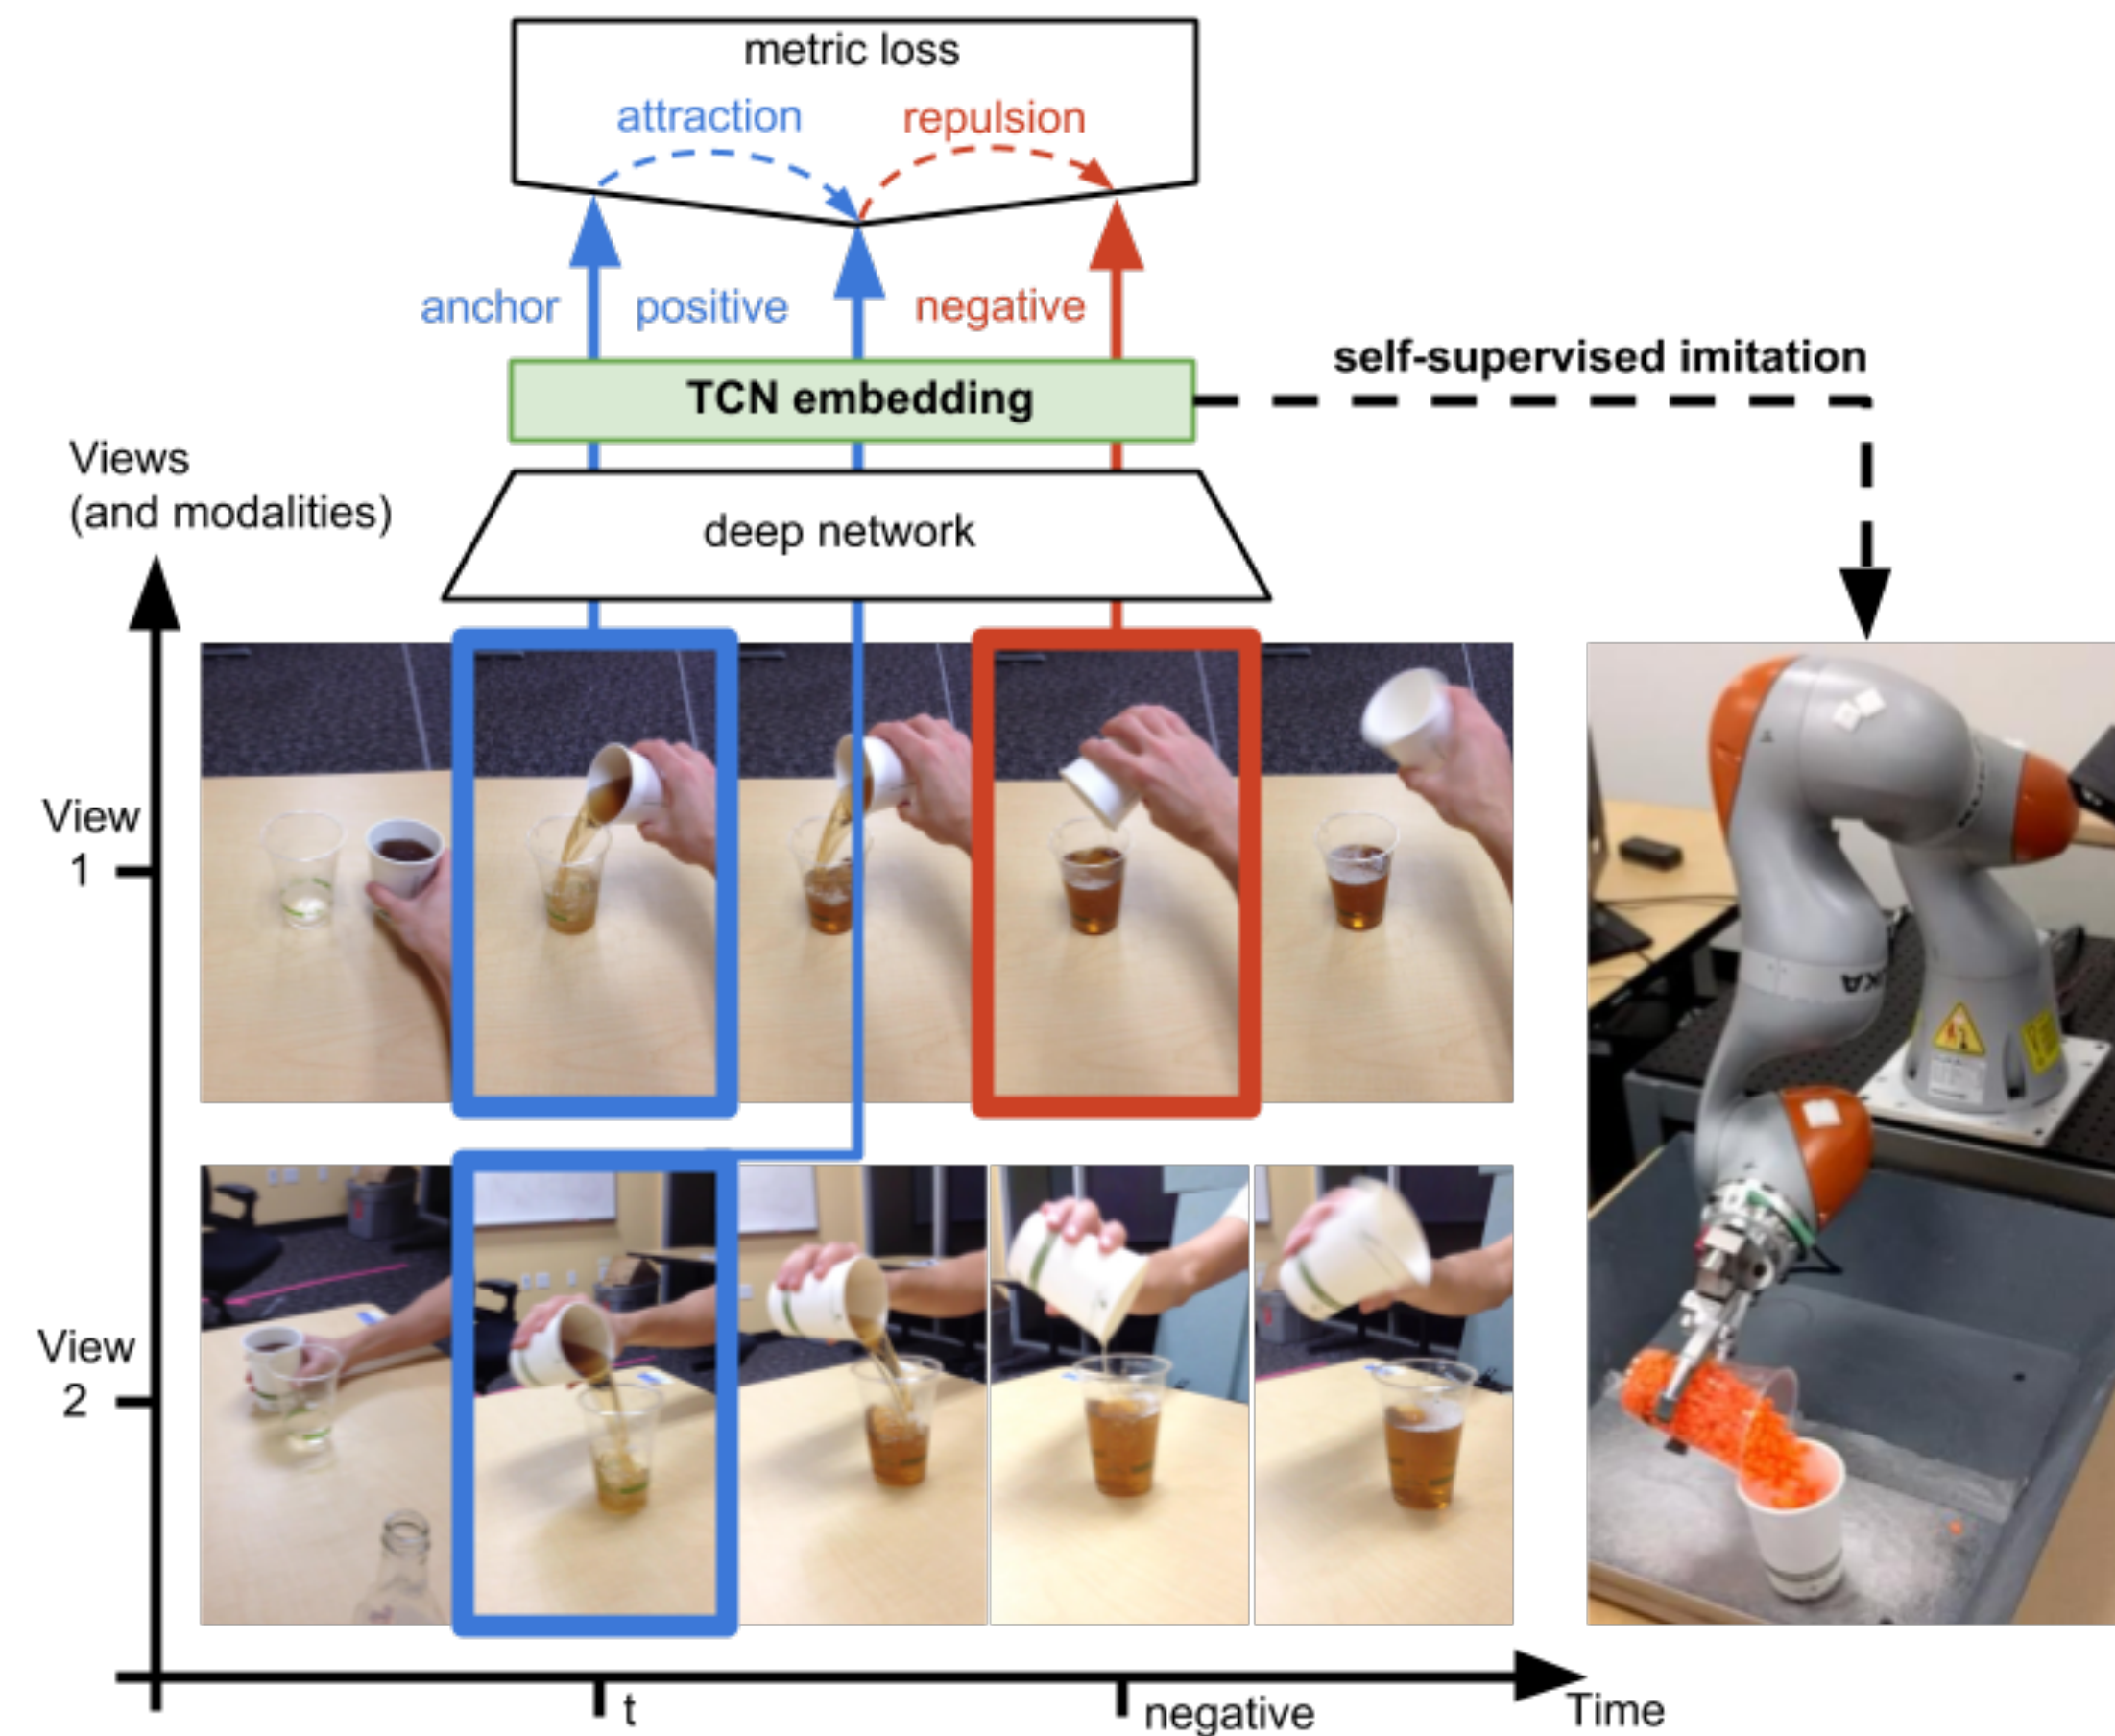 metric loss
attraction repulsion
anchor positive negative
self-supervised imitation
TCN embedding
Views
(and modalities)
deep network
View
1
View
2
t
negative
Time